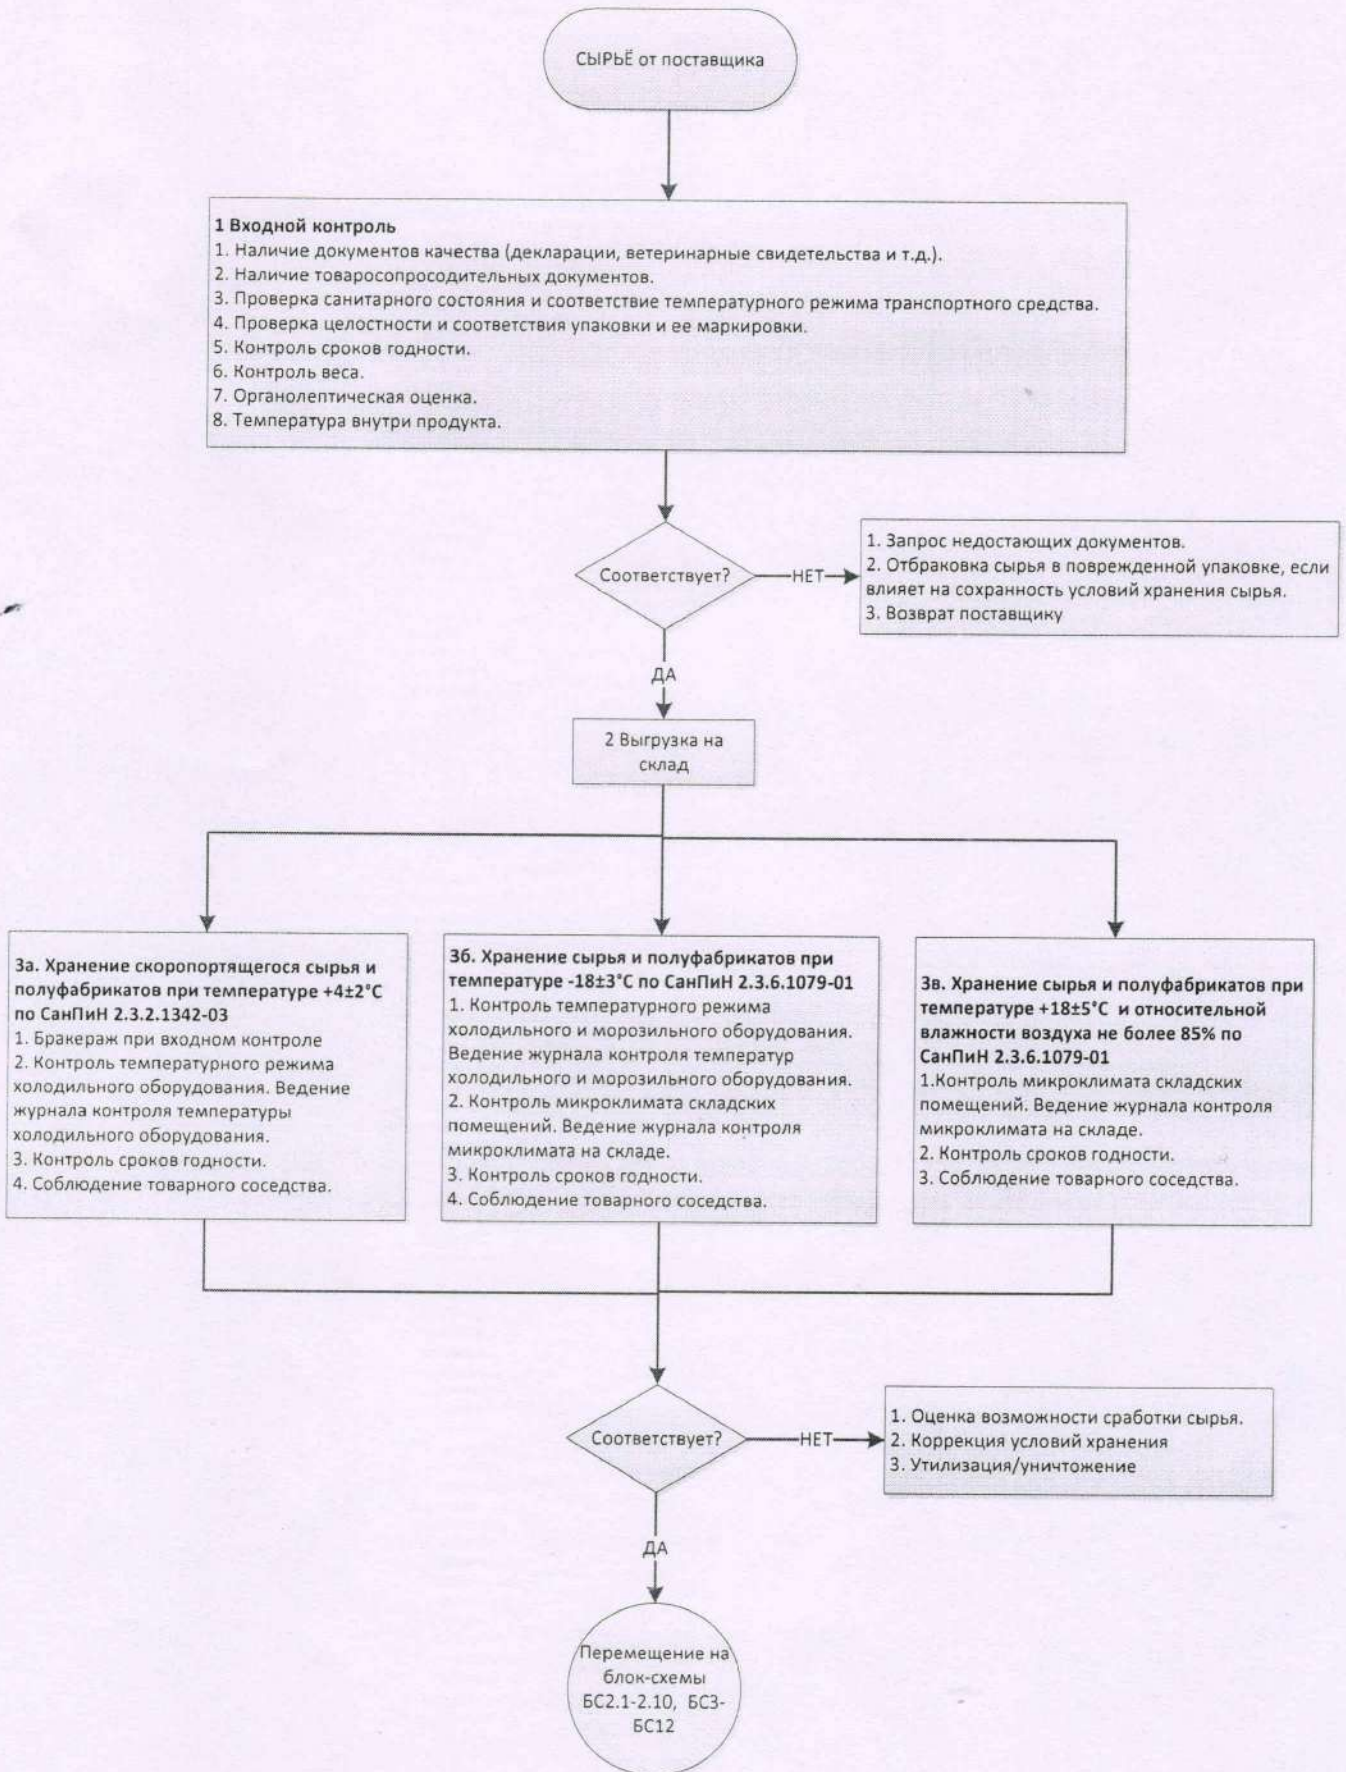 СЫРЬЁ от поставщика
1 Входной контроль
1. Наличие документов качества (декларации, ветеринарные свидетельства и т.д.).
2. Наличие товаросопросодительных документов.
3. Проверка санитарного состояния и соответствие температурного режима транспортного средства.
4. Проверка целостности и соответствия упаковки и ее маркировки.
5. Контроль сроков годности.
6. Контроль веса.
7. Органолептическая оценка.
8. Температура внутри продукта.
Соответствует?
НЕТ
1. Запрос недостающих документов.
2. Отбраковка сырья в поврежденной упаковке, если
влияет на сохранность условий хранения сырья.
3. Возврат поставщику
ДА
2 Выгрузка на
склад
3а. Хранение скоропортящегося сырья и
полуфабрикатов при температуре +4±2°С
по СанПиН 2.3.2.1342-03
1. Бракераж при входном контроле
2. Контроль температурного режима
холодильного оборудования. Ведение
журнала контроля температуры
холодильного оборудования.
3. Контроль сроков годности.
4. Соблюдение товарного соседства.
3б. Хранение сырья и полуфабрикатов при
температуре -18±3°С по СанПиН 2.3.6.1079-01
1. Контроль температурного режима
холодильного и морозильного оборудования.
Ведение журнала контроля температур
холодильного и морозильного оборудования.
2. Контроль микроклимата складских
помещений. Ведение журнала контроля
микроклимата на складе.
3. Контроль сроков годности.
4. Соблюдение товарного соседства.
3в. Хранение сырья и полуфабрикатов при
температуре +18±5°С и относительной
влажности воздуха не более 85% по
СанПиН 2.3.6.1079-01
1.Контроль микроклимата складских
помещений. Ведение журнала контроля
микроклимата на складе.
2. Контроль сроков годности.
3. Соблюдение товарного соседства.
Соответствует?
НЕТ
1. Оценка возможности сработки сырья.
2. Коррекция условий хранения
3. Утилизация/уничтожение
ДА
Перемещение на
блок-схемы
БС2.1-2.10, БС3-
БС12